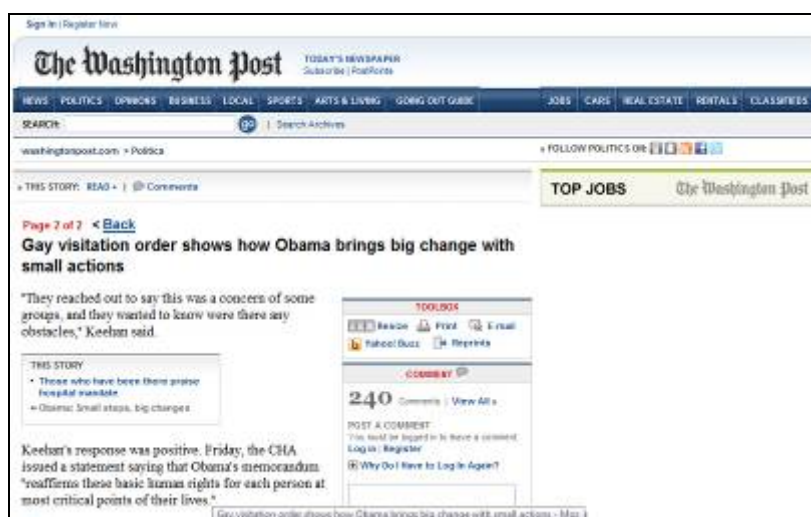 Sign In | Register Now
The Washington Post
TODAY'S NEWSPAPER
Subscribe | PostPoints
NEWS POLITICS OPINIONS BUSINESS LOCAL SPORTS ARTS & LIVING GOING OUT GUIDE JOBS CARS REAL ESTATE RENTALS CLASSIFIEDS
SEARCH: go | Search Archives
washingtonpost.com > Politics
» FOLLOW POLITICS ON:
» THIS STORY: READ + | Comments
TOP JOBS The Washington Post
Page 2 of 2 < Back
Gay visitation order shows how Obama brings big change with
small actions
"They reached out to say this was a concern of some
groups, and they wanted to know were there any
obstacles," Keehan said.
THIS STORY
Those who have been there praise
hospital mandate
Obama: Small steps, big changes
Keehan's response was positive. Friday, the CHA
issued a statement saying that Obama's memorandum
"reaffirms these basic human rights for each person at
most critical points of their lives."
TOOLBOX
Resize Print E-mail
Yahoo! Buzz Reprints
COMMENT
240 Comments | View All »
POST A COMMENT
You must be logged in to leave a comment.
Log in | Register
Why Do I Have to Log In Again?
Gay visitation order shows how Obama brings big change with small actions - Moz